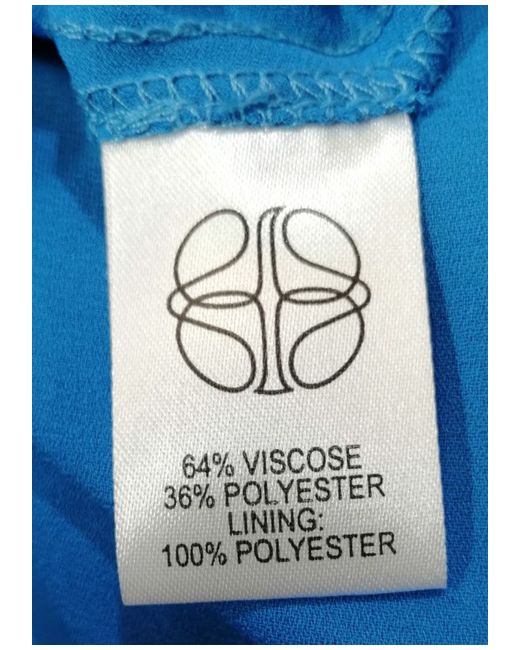 64% VISCOSE
36% POLYESTER
LINING:
100% POLYESTER